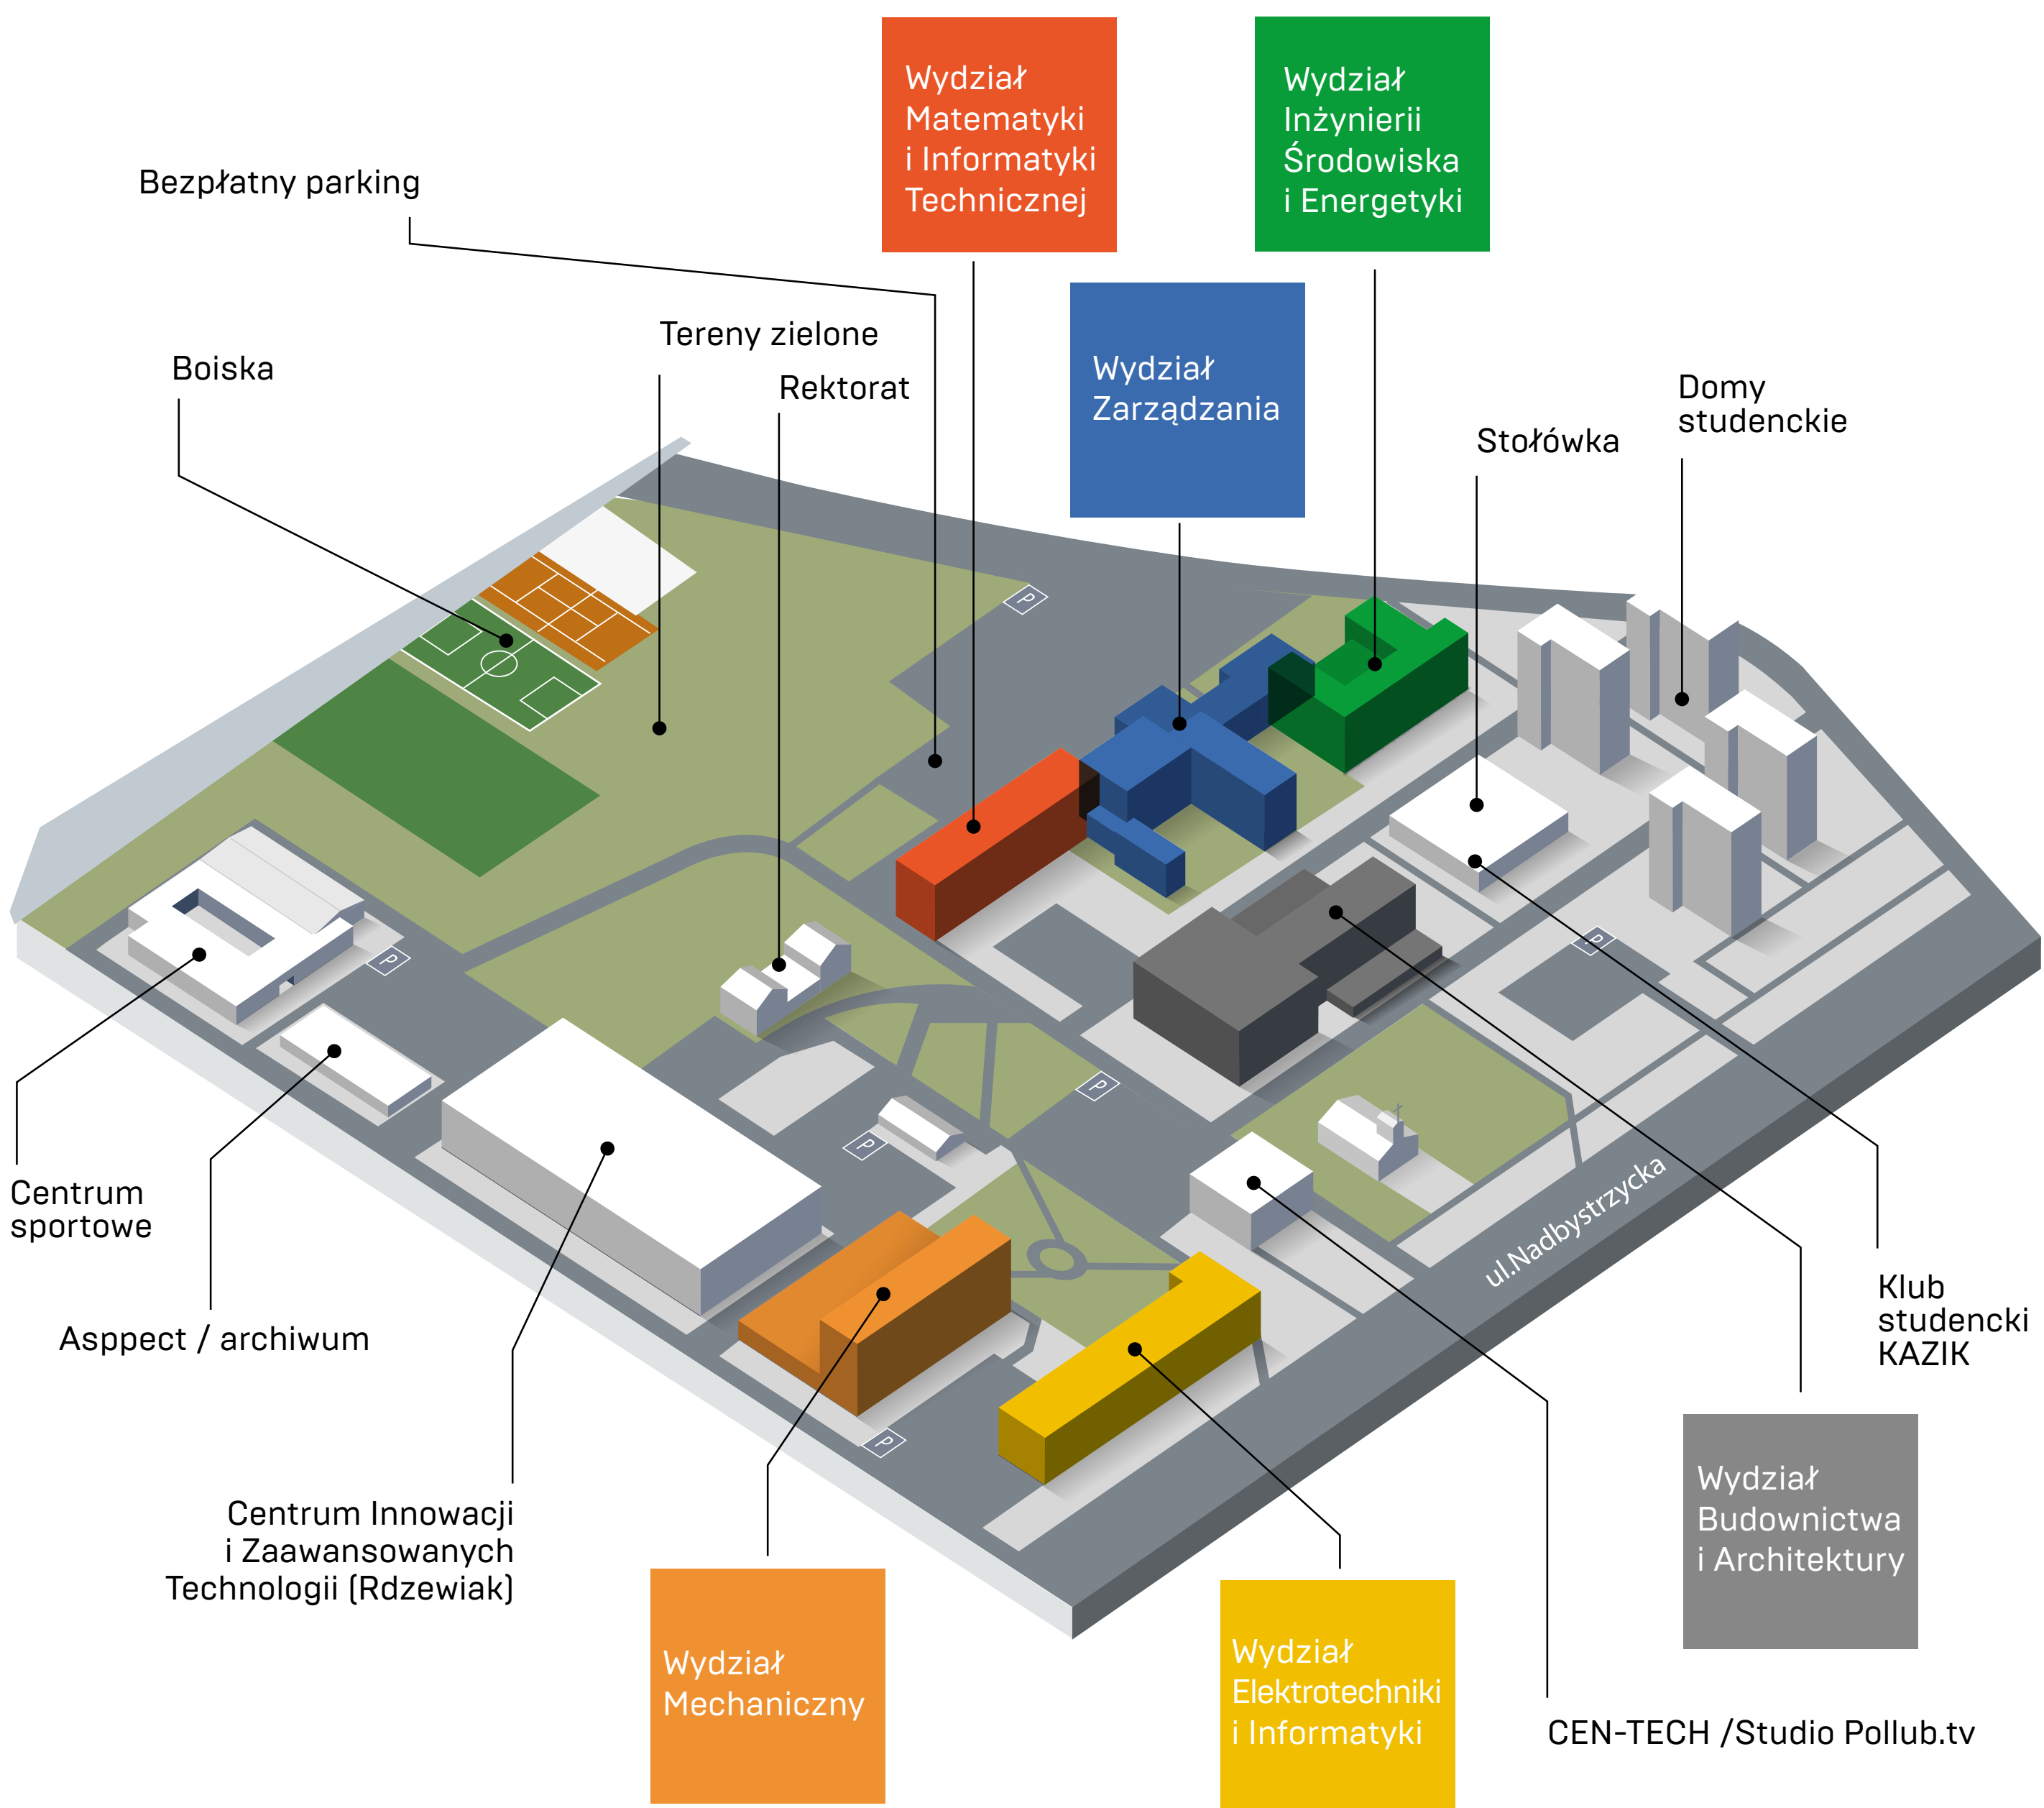 Wydział
Matematyki
i Informatyki
Technicznej
Wydział
Inżynierii
Środowiska
i Energetyki
Bezpłatny parking
Wydział
Zarządzania
Tereny zielone
Rektorat
Boiska
Domy
studenckie
Stołówka
P
P
P
P
P
P
ul.Nadbystrzycka
Centrum
sportowe
Asppect / archiwum
Klub
studencki
KAZIK
Centrum Innowacji
i Zaawansowanych
Technologii (Rdzewiak)
Wydział
Budownictwa
i Architektury
Wydział
Mechaniczny
Wydział
Elektrotechniki
i Informatyki
CEN-TECH /Studio Pollub.tv